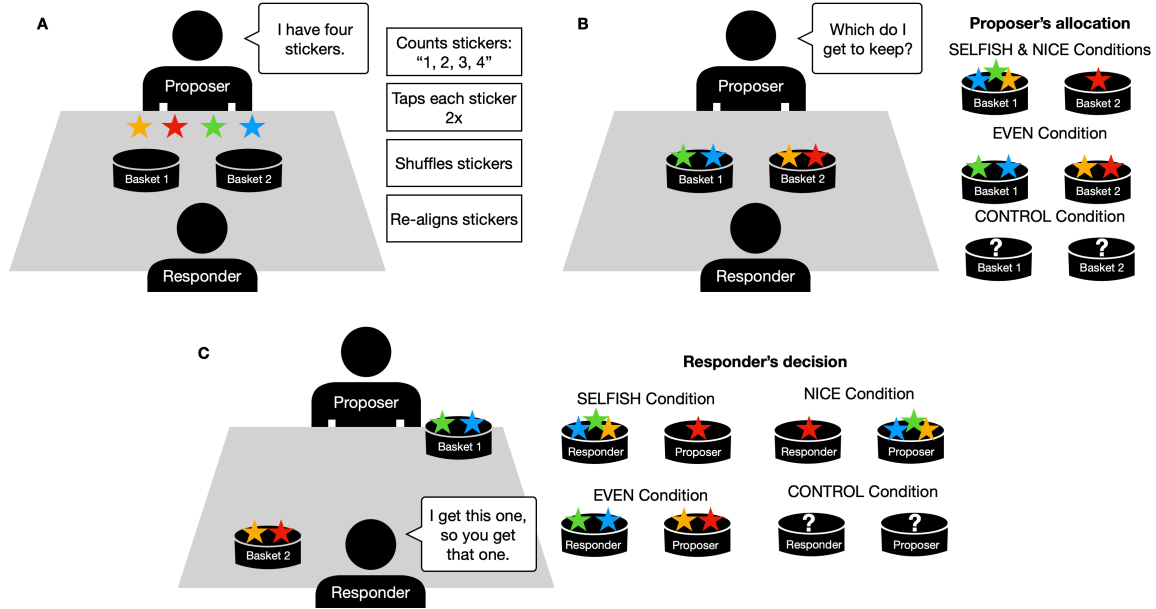 A
I have four
stickers.
Proposer
Basket 1
Basket 2
Responder
Counts stickers:
“1, 2, 3, 4”
Taps each sticker
2x
Shuffles stickers
Re-aligns stickers
B
Which do I
get to keep?
Proposer
Basket 1
Basket 2
Responder
Proposer’s allocation
SELFISH & NICE Conditions
Basket 1
Basket 2
EVEN Condition
Basket 1
Basket 2
CONTROL Condition
?
?
Basket 1
Basket 2
C
Proposer
Basket 1
Basket 2
I get this one,
so you get
that one.
Responder
Responder’s decision
SELFISH Condition
Responder
Proposer
NICE Condition
Responder
Proposer
EVEN Condition
Responder
Proposer
CONTROL Condition
?
?
Responder
Proposer